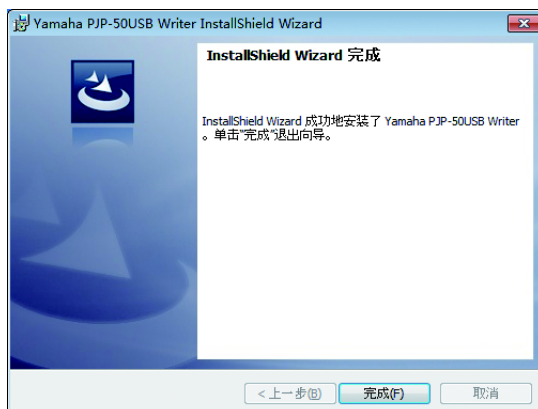 Yamaha PJP-50USB Writer InstallShield Wizard
InstallShield Wizard 完成
InstallShield Wizard 成功地安装了 Yamaha PJP-50USB Writer
。单击“完成”退出向导。
< 上一步(B)
完成(F)
取消